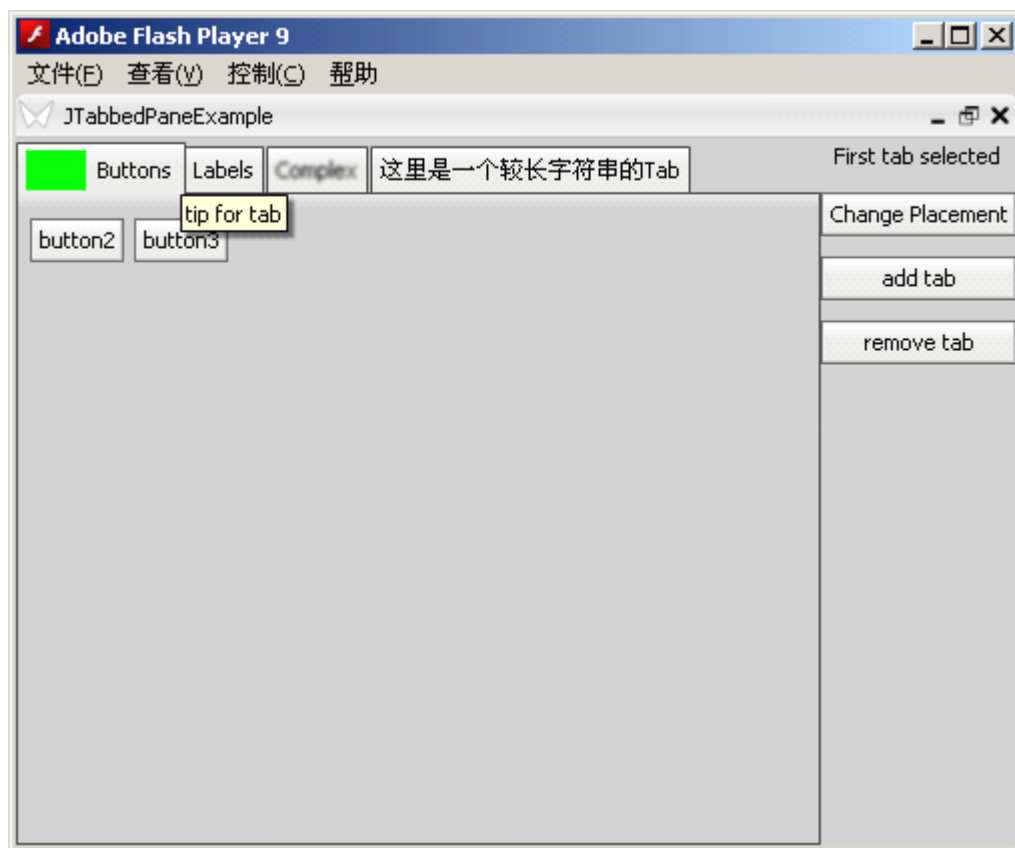 Adobe Flash Player 9
文件(F) 查看(V) 控制(C) 帮助
JTabbedPaneExample
Buttons Labels Complex 这里是一个较长字符串的Tab First tab selected
tip for tab
button2 button3
Change Placement
add tab
remove tab